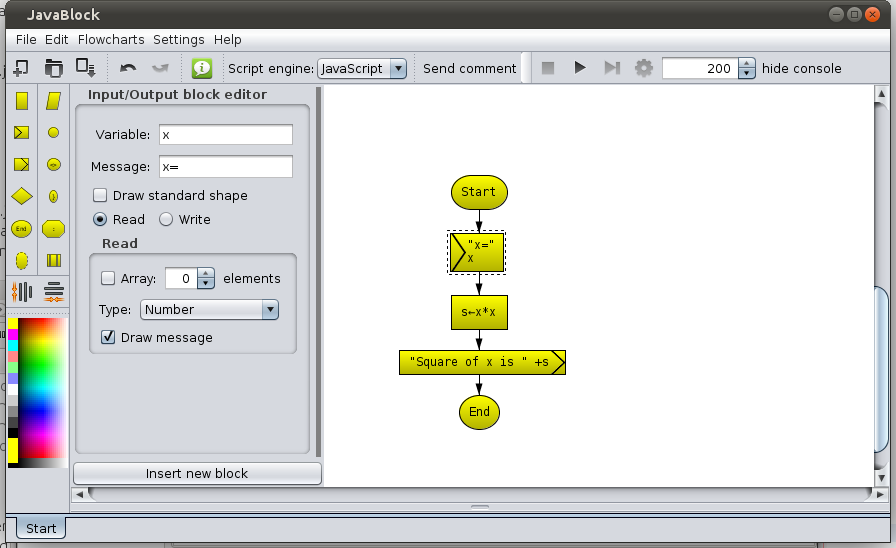 JavaBlock
File Edit Flowcharts Settings Help
Script engine: JavaScript Send comment 200 hide console
Input/Output block editor
Variable: x
Message: x=
Draw standard shape
Read Write
Read
Array: 0 elements
Type: Number
Draw message
Insert new block
Start
"x="
x
s←x*x
"Square of x is " +s
End
End
Start